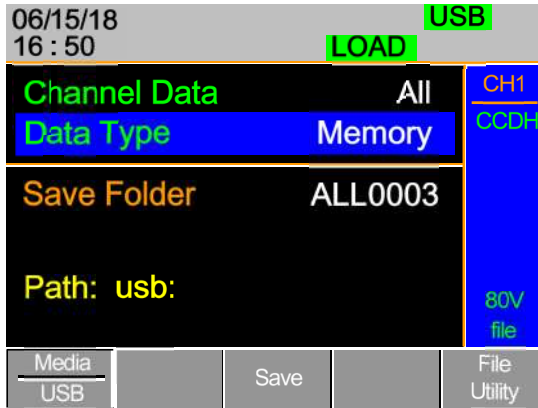 06/15/18 USB
16 : 50 LOAD
Channel Data All
CH1
Data Type Memory
CCDH
Save Folder ALL0003
Path: usb:
80V
file
Media
USB
Save
File
Utility